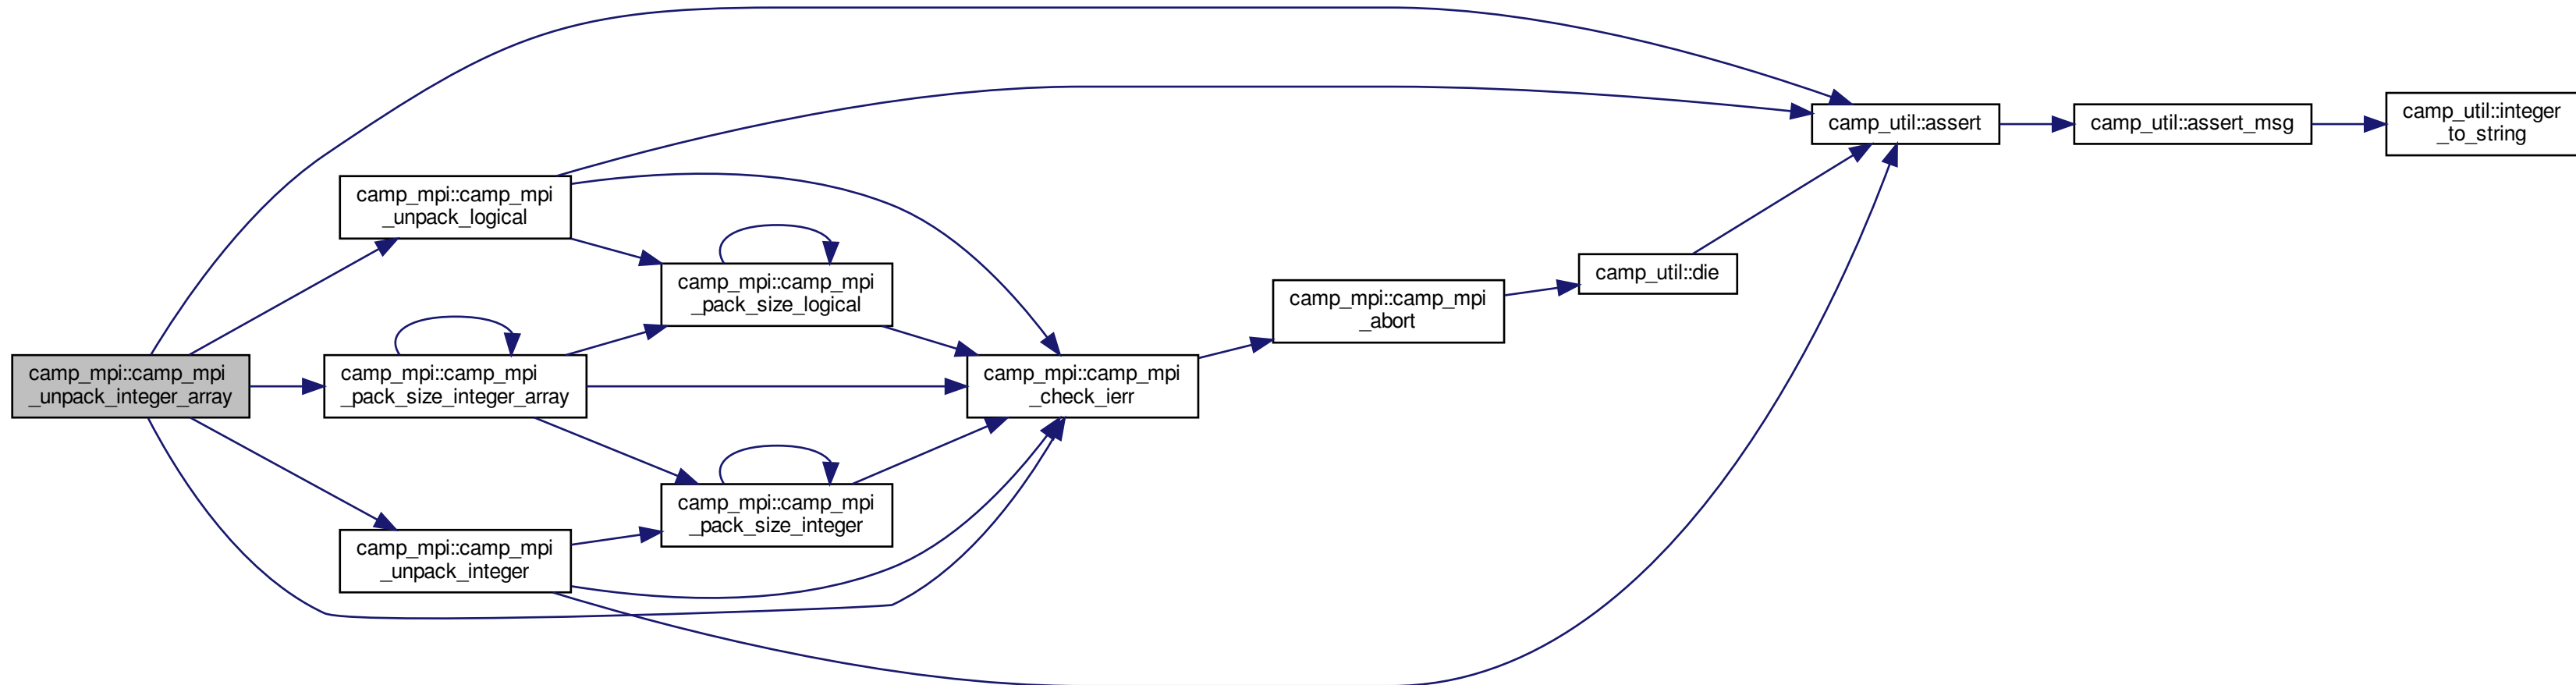 camp_mpi::camp_mpi
_unpack_integer_array
camp_mpi::camp_mpi
_unpack_logical
camp_mpi::camp_mpi
_pack_size_integer_array
camp_mpi::camp_mpi
_unpack_integer
camp_mpi::camp_mpi
_pack_size_logical
camp_mpi::camp_mpi
_pack_size_integer
camp_mpi::camp_mpi
_check_ierr
camp_mpi::camp_mpi
_abort
camp_util::die
camp_util::assert
camp_util::assert_msg
camp_util::integer
_to_string